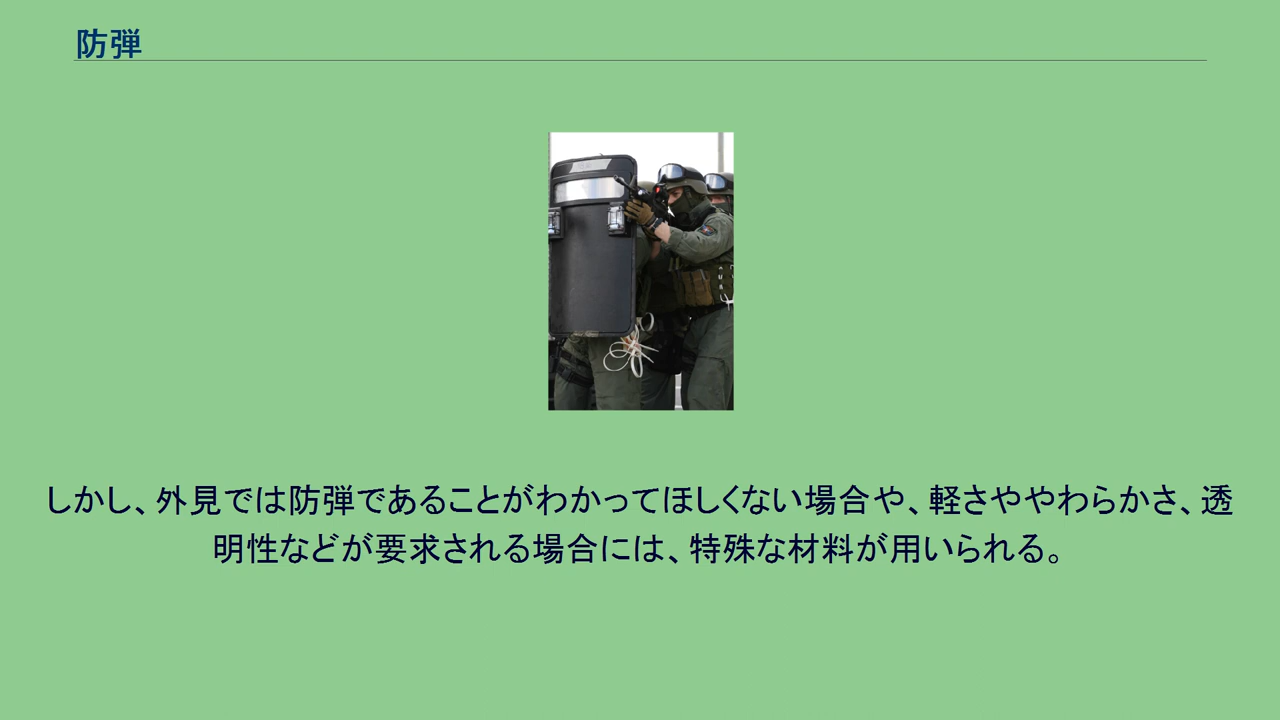 防弾
しかし、外見では防弾であることがわかってほしくない場合や、軽さややわらかさ、透
明性などが要求される場合には、特殊な材料が用いられる。